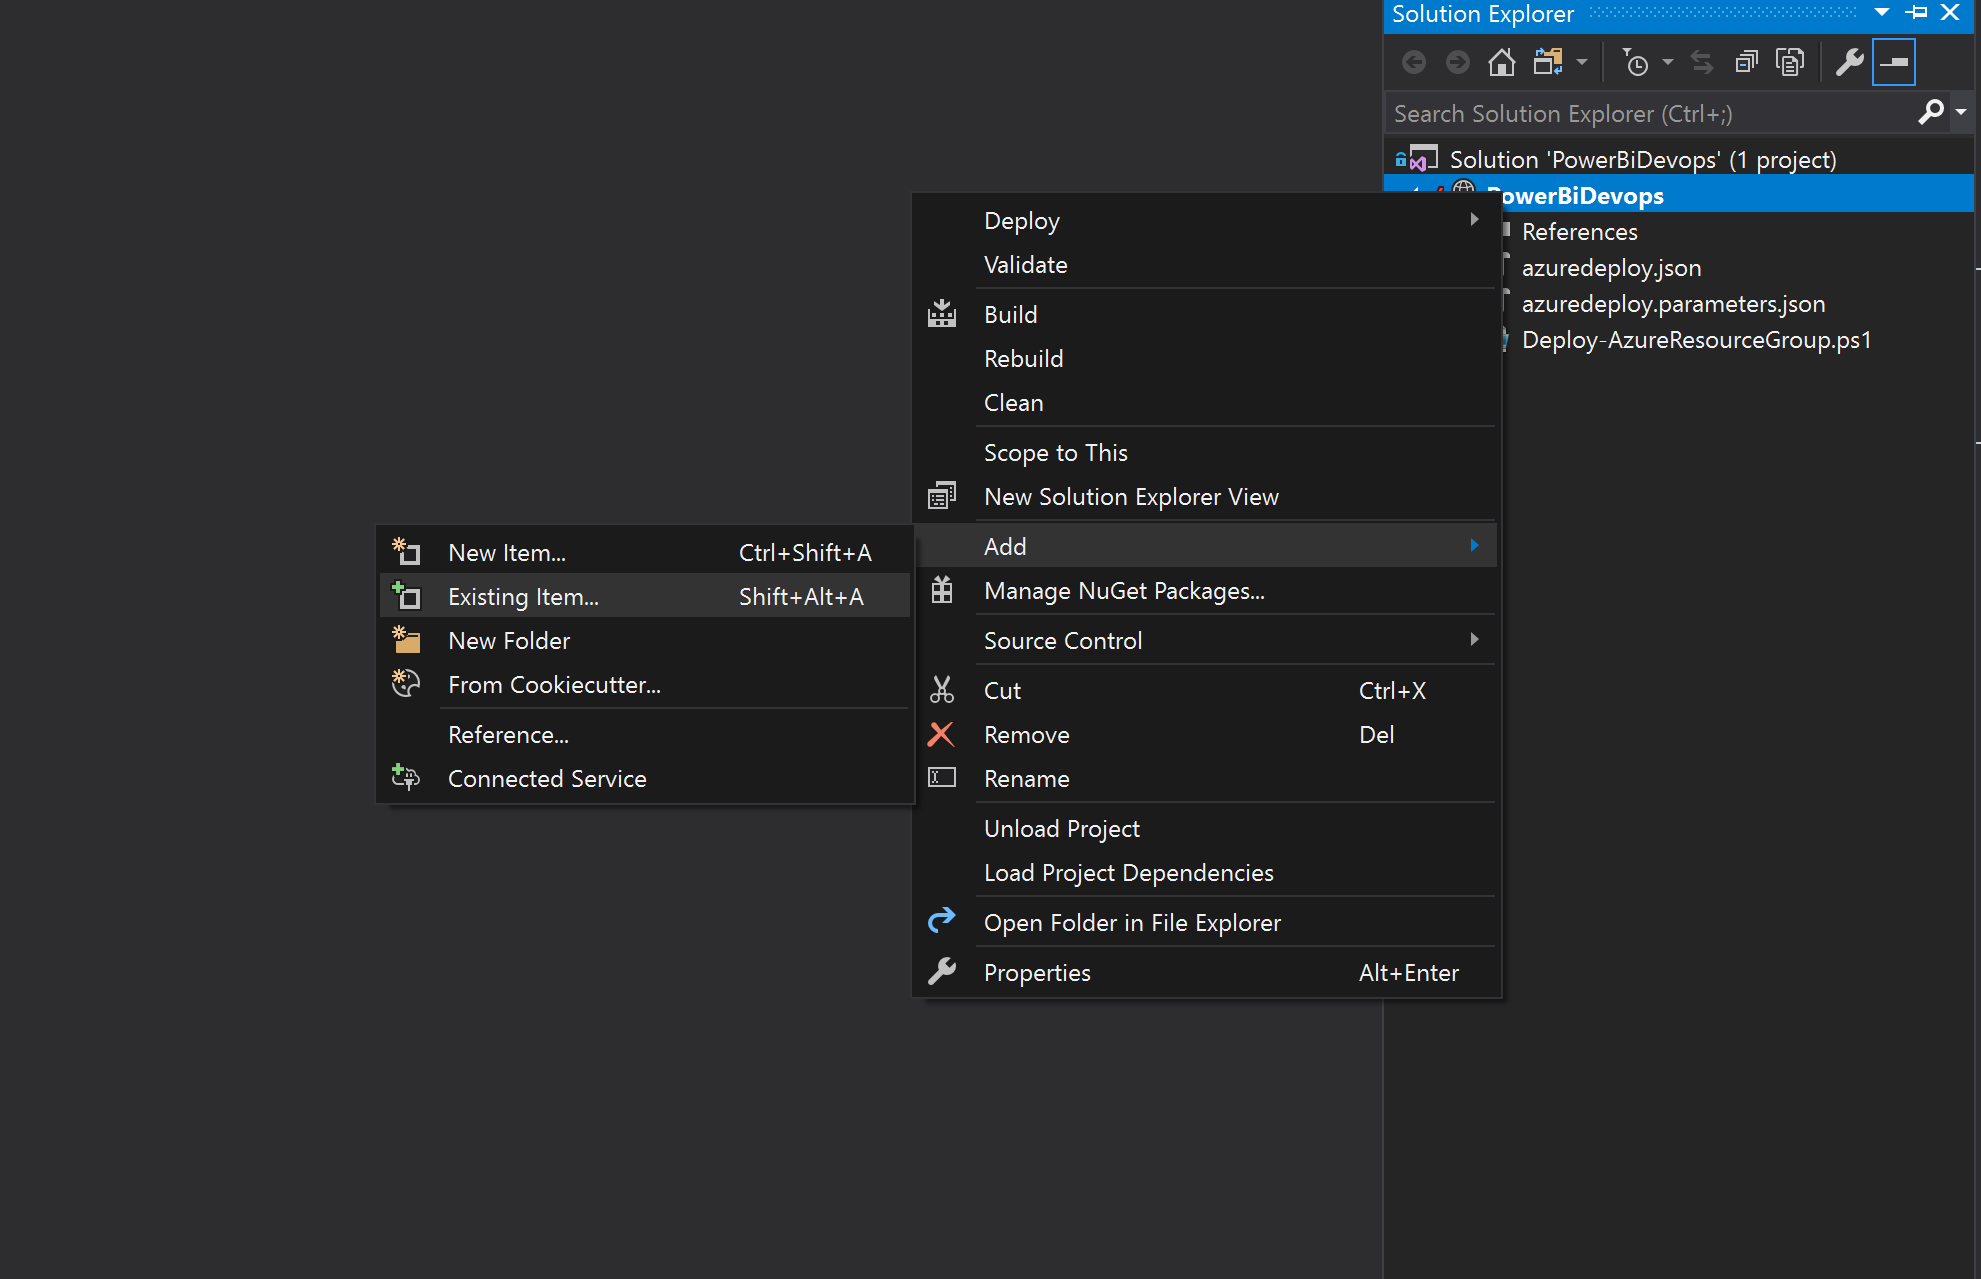 Solution Explorer
Search Solution Explorer (Ctrl+;)
Solution 'PowerBiDevops' (1 project)
owerBiDevops
References
azuredeploy.json
azuredeploy.parameters.json
Deploy-AzureResourceGroup.ps1
Deploy
Validate
Build
Rebuild
Clean
Scope to This
New Solution Explorer View
Add
Manage NuGet Packages...
Source Control
Cut Ctrl+X
Remove Del
Rename
Unload Project
Load Project Dependencies
Open Folder in File Explorer
Properties Alt+Enter
New Item... Ctrl+Shift+A
Existing Item... Shift+Alt+A
New Folder
From Cookiecutter...
Reference...
Connected Service